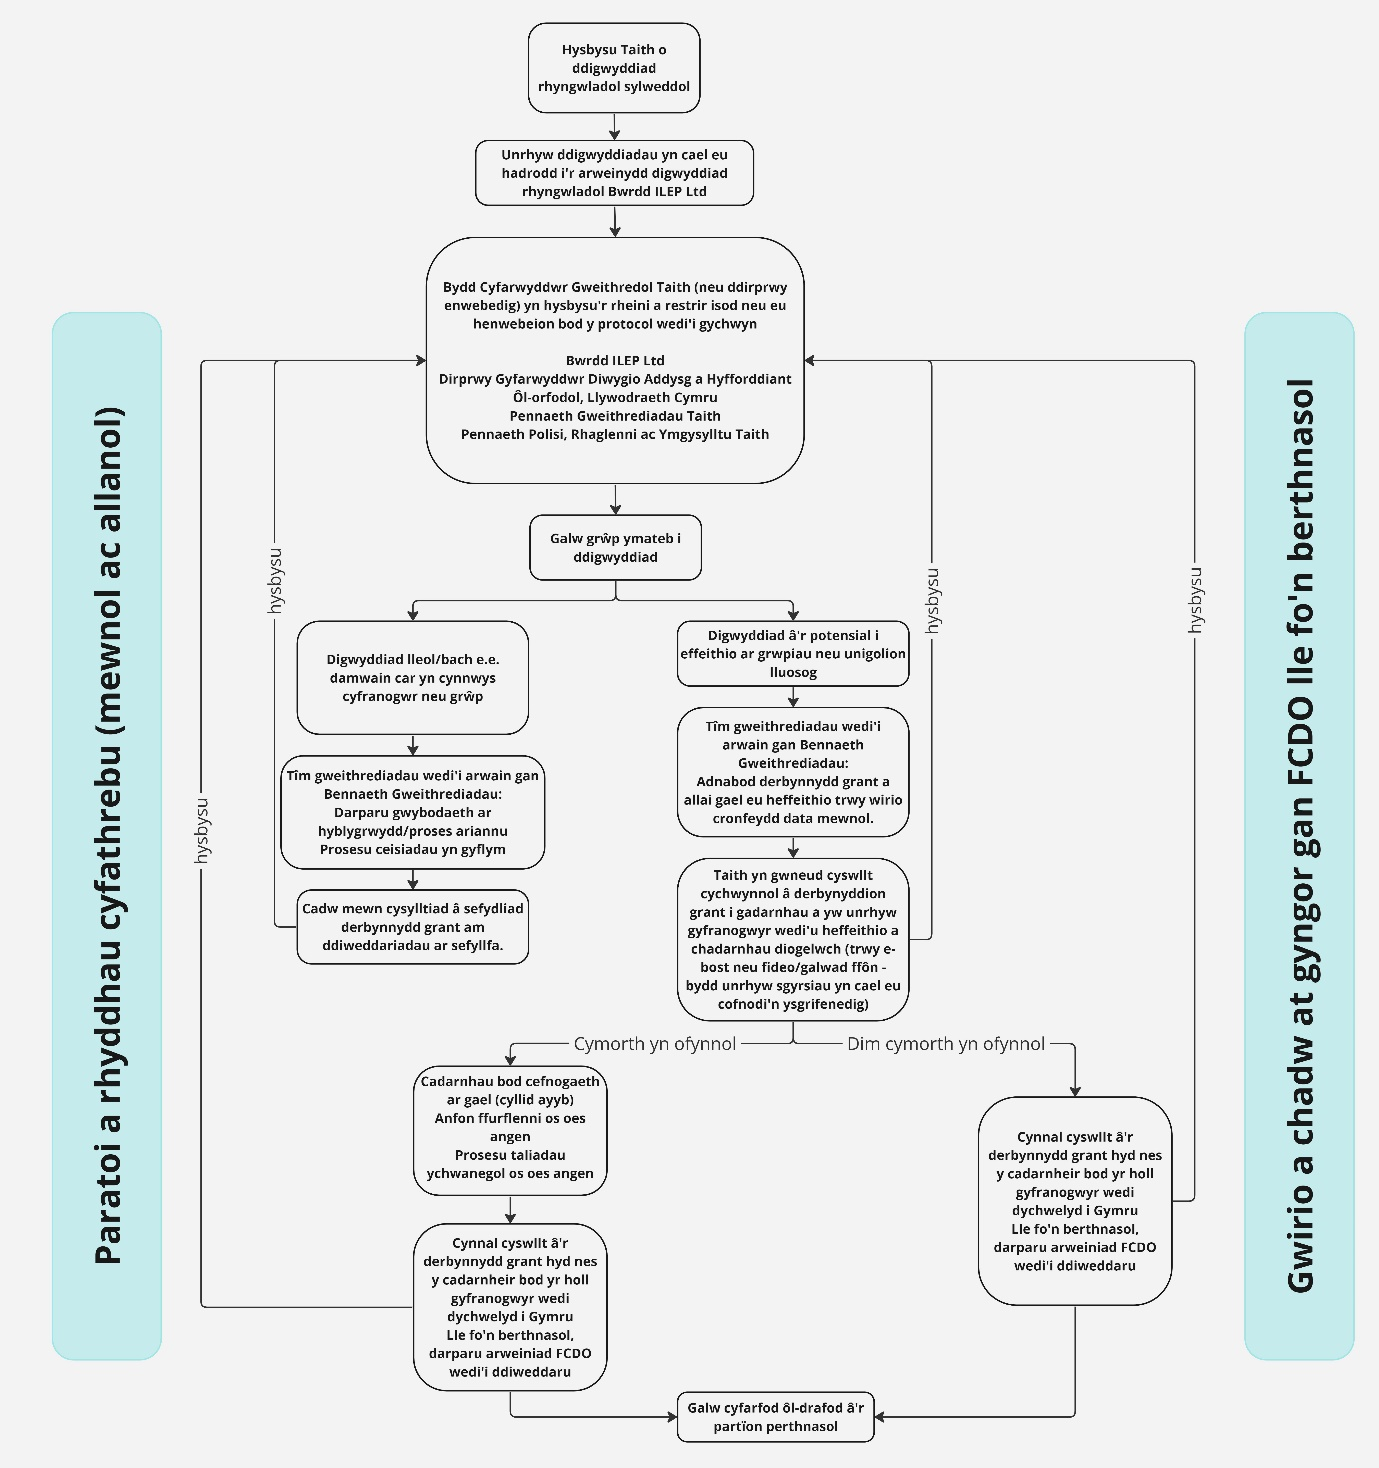 Hysbysu Taith o
ddigwyddiad
rhyngwladol sylweddol
Unrhyw ddigwyddiadau yn cael eu
hadrodd i'r arweinydd digwyddiad
rhyngwladol Bwrdd ILEP Ltd
Bydd Cyfarwyddwr Gweithredol Taith (neu ddirprwy
enwebedig) yn hysbysu'r rheini a restrir isod neu eu
henwebeion bod y protocol wedi'i gychwyn
Bwrdd ILEP Ltd
Dirprwy Gyfarwyddwr Diwygio Addysg a Hyfforddiant
Ôl-orfodol, Llywodraeth Cymru
Pennaeth Gweithrediadau Taith
Pennaeth Polisi, Rhaglenni ac Ymgysylltu Taith
Galw grŵp ymateb i
ddigwyddiad
Digwyddiad lleol/bach e.e.
damwain car yn cynnwys
cyfranogwr neu grŵp
Tîm gweithrediadau wedi'i arwain gan
Bennaeth Gweithrediadau:
Darparu gwybodaeth ar
hyblygrwydd/proses ariannu
Prosesu ceisiadau yn gyflym
Cadw mewn cysylltiad â sefydliad
derbynnydd grant am
ddiweddariadau ar sefyllfa.
Digwyddiad â'r potensial i
effeithio ar grwpiau neu unigolion
lluosog
Tîm gweithrediadau wedi'i
arwain gan Bennaeth
Gweithrediadau:
Adnabod derbynnydd grant a
allai gael eu heffeithio trwy wirio
cronfeydd data mewnol.
Taith yn gwneud cyswllt
cychwynnol â derbynyddion
grant i gadarnhau a yw unrhyw
gyfranogwyr wedi'u heffeithio a
chadarnhau diogelwch (trwy e-
bost neu fideo/galwad ffôn -
bydd unrhyw sgyrsiau yn cael eu
cofnodi'n ysgrifenedig)
Cymorth yn ofynnol
Dim cymorth yn ofynnol
Cadarnhau bod cefnogaeth
ar gael (cyllid ayyb)
Anfon ffurflenni os oes
angen
Prosesu taliadau
ychwanegol os oes angen
Cynnal cyswllt â'r
derbynnydd grant hyd nes
y cadarnheir bod yr holl
gyfranogwyr wedi
dychwelyd i Gymru
Lle fo'n berthnasol,
darparu arweiniad FCDO
wedi'i ddiweddaru
Cynnal cyswllt â'r
derbynnydd grant hyd nes
y cadarnheir bod yr holl
gyfranogwyr wedi
dychwelyd i Gymru
Lle fo'n berthnasol,
darparu arweiniad FCDO
wedi'i ddiweddaru
Galw cyfarfod ôl-drafod â'r
partïon perthnasol
hysbysu
hysbysu
hysbysu
hysbysu
Paratoi a rhyddhau cyfathrebu (mewnol ac allanol)
Gwirio a chadw at gyngor gan FCDO lle fo'n berthnasol